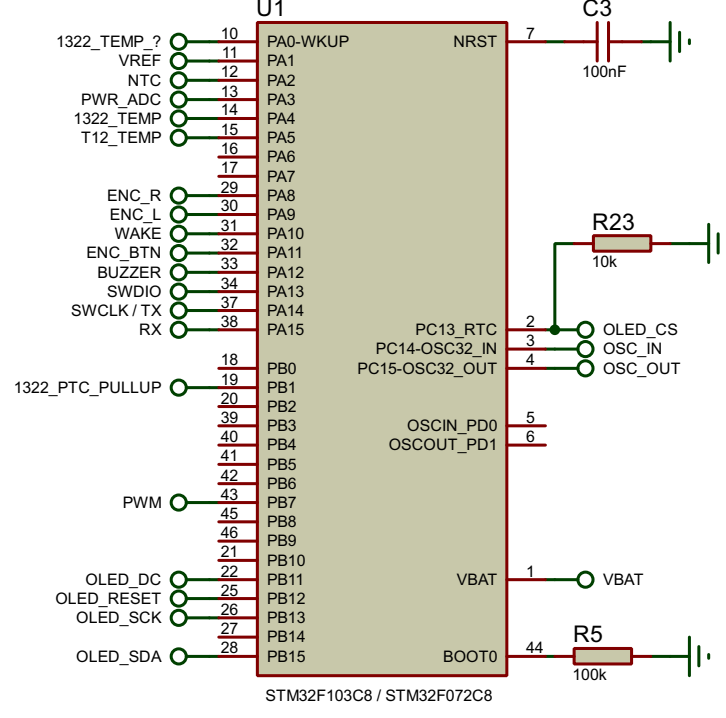 U1
C3
1322_TEMP_? 10 PA0-WKUP NRST 7
VREF 11 PA1
100nF
NTC 12 PA2
PWR_ADC 13 PA3
1322_TEMP 14 PA4
T12_TEMP 15 PA5
16 PA6
17 PA7
ENC_R 29 PA8
ENC_L 30 PA9
R23
WAKE 31 PA10
ENC_BTN 32 PA11
10k
BUZZER 33 PA12
SWDIO 34 PA13
SWCLK / TX 37 PA14
RX 38 PA15 PC13_RTC 2 OLED_CS
PC14-OSC32_IN 3 OSC_IN
18 PB0 PC15-OSC32_OUT 4 OSC_OUT
1322_PTC_PULLUP 19 PB1
20 PB2
39 PB3 OSCIN_PD0 5
40 PB4 OSCOUT_PD1 6
41 PB5
42 PB6
PWM 43 PB7
45 PB8
46 PB9
21 PB10
OLED_DC 22 PB11 VBAT 1 VBAT
OLED_RESET 25 PB12
OLED_SCK 26 PB13
27 PB14
R5
OLED_SDA 28 PB15 BOOT0 44
100k
STM32F103C8 / STM32F072C8